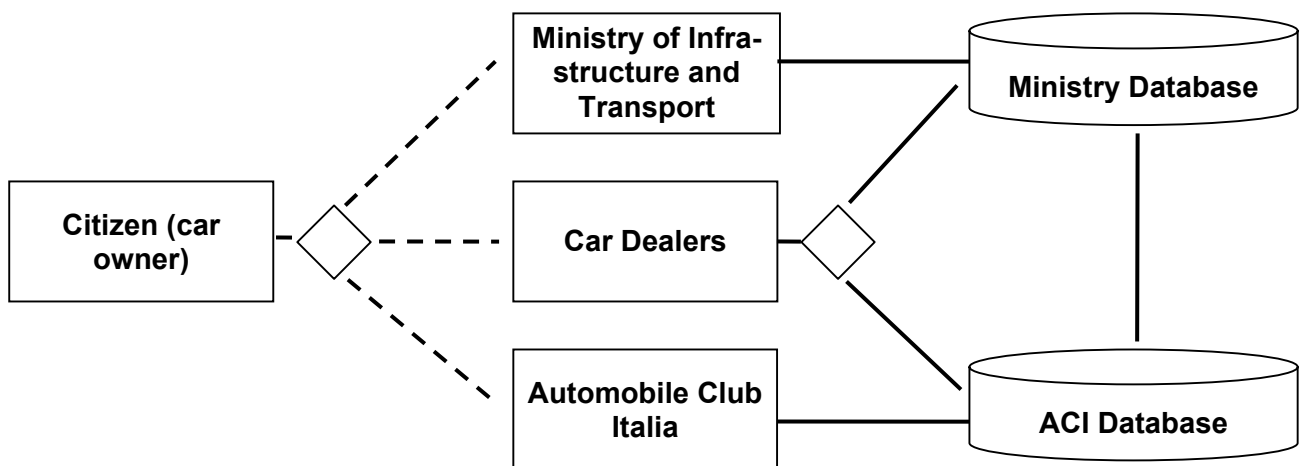 Ministry of Infra-
structure and
Transport
Ministry Database
Citizen (car
owner)
Car Dealers
Automobile Club
Italia
ACI Database